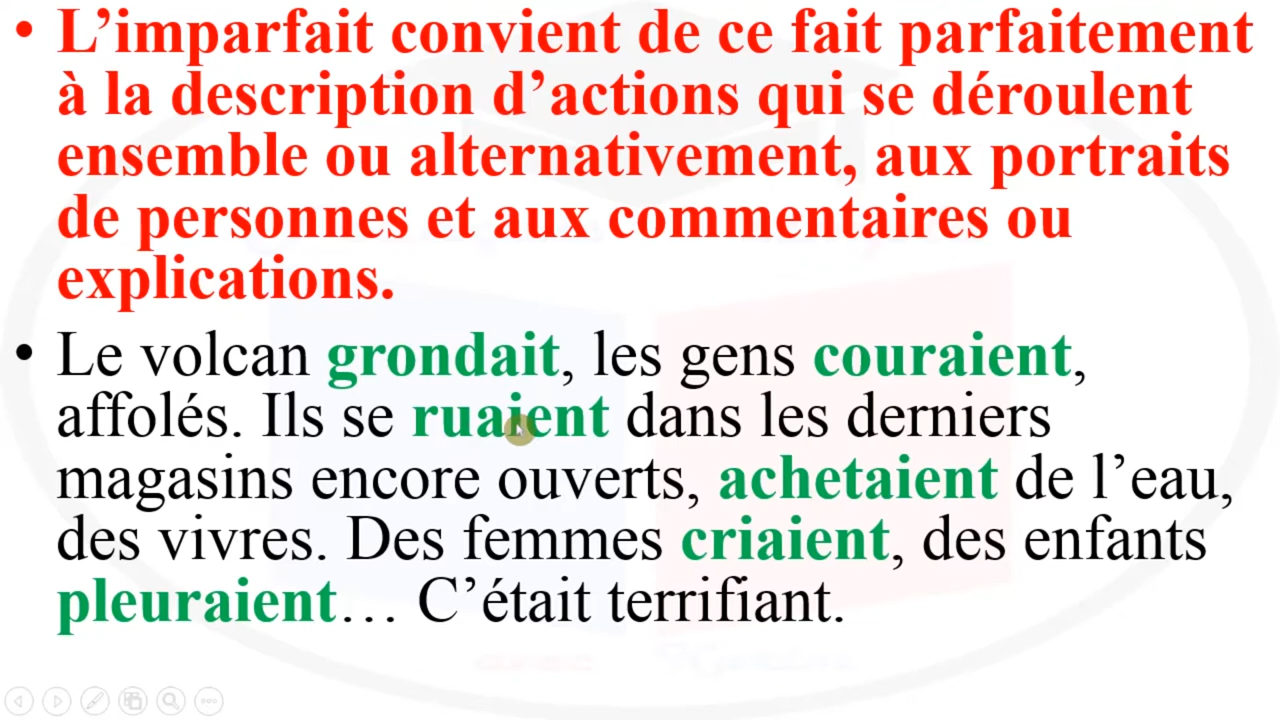 • L’imparfait convient de ce fait parfaitement
à la description d’actions qui se déroulent
ensemble ou alternativement, aux portraits
de personnes et aux commentaires ou
explications.
• Le volcan grondait, les gens couraient,
affolés. Ils se ruaient dans les derniers
magasins encore ouverts, achetaient de l’eau,
des vivres. Des femmes criaient, des enfants
pleuraient… C’était terrifiant.